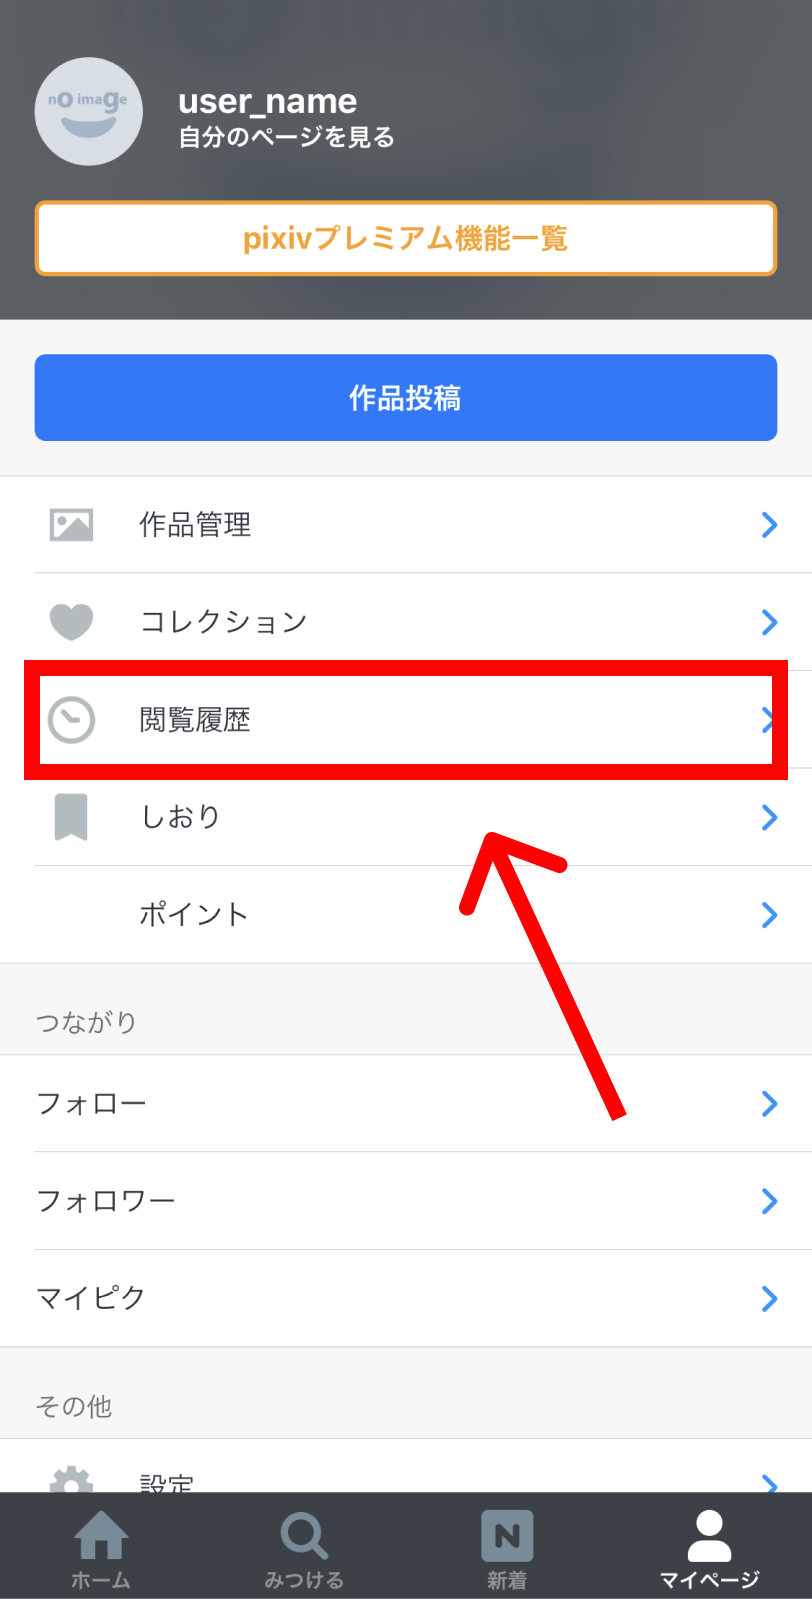 no image
user_name
自分のページを見る
pixivプレミアム機能一覧
作品投稿
作品管理
コレクション
閲覧履歴
しおり
ポイント
つながり
フォロー
フォロワー
マイピク
その他
設定
ホーム
みつける
N
新着
マイページ